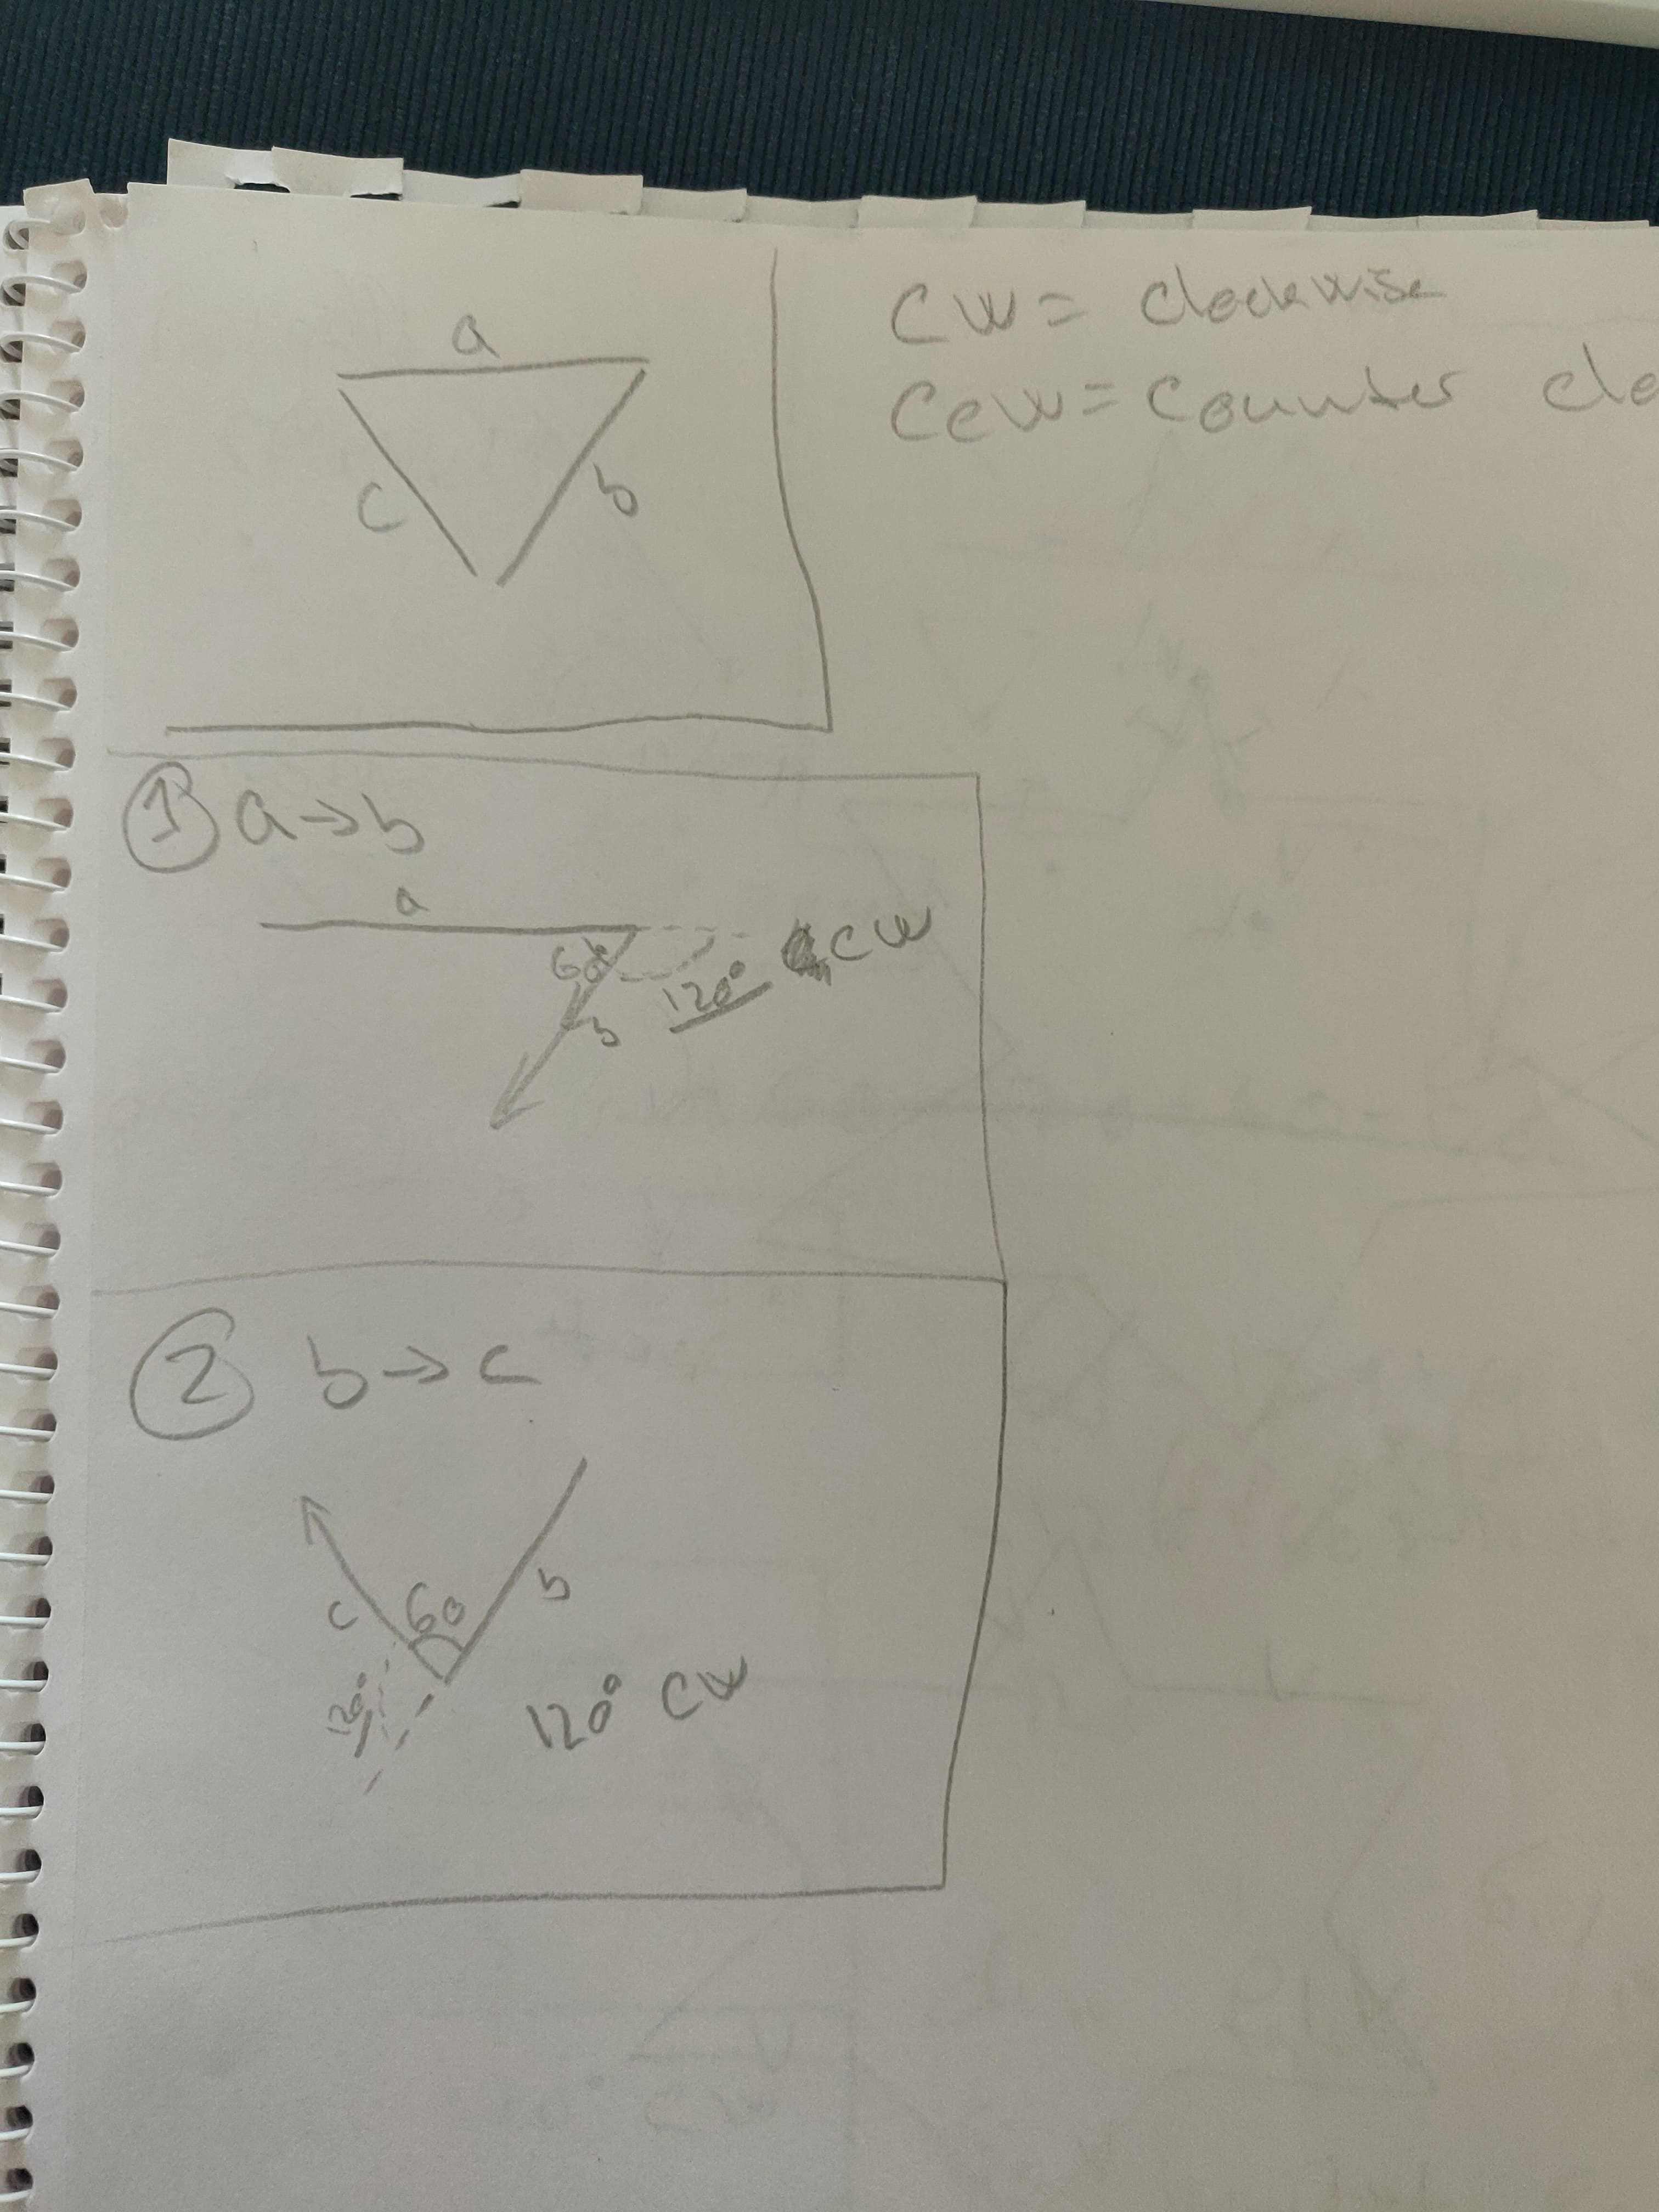 CW = clockwise
CCW = counter clo
a
c
b
① a → b
a
60
b
120° CW
② b → c
c
60
b
120°
120° CW